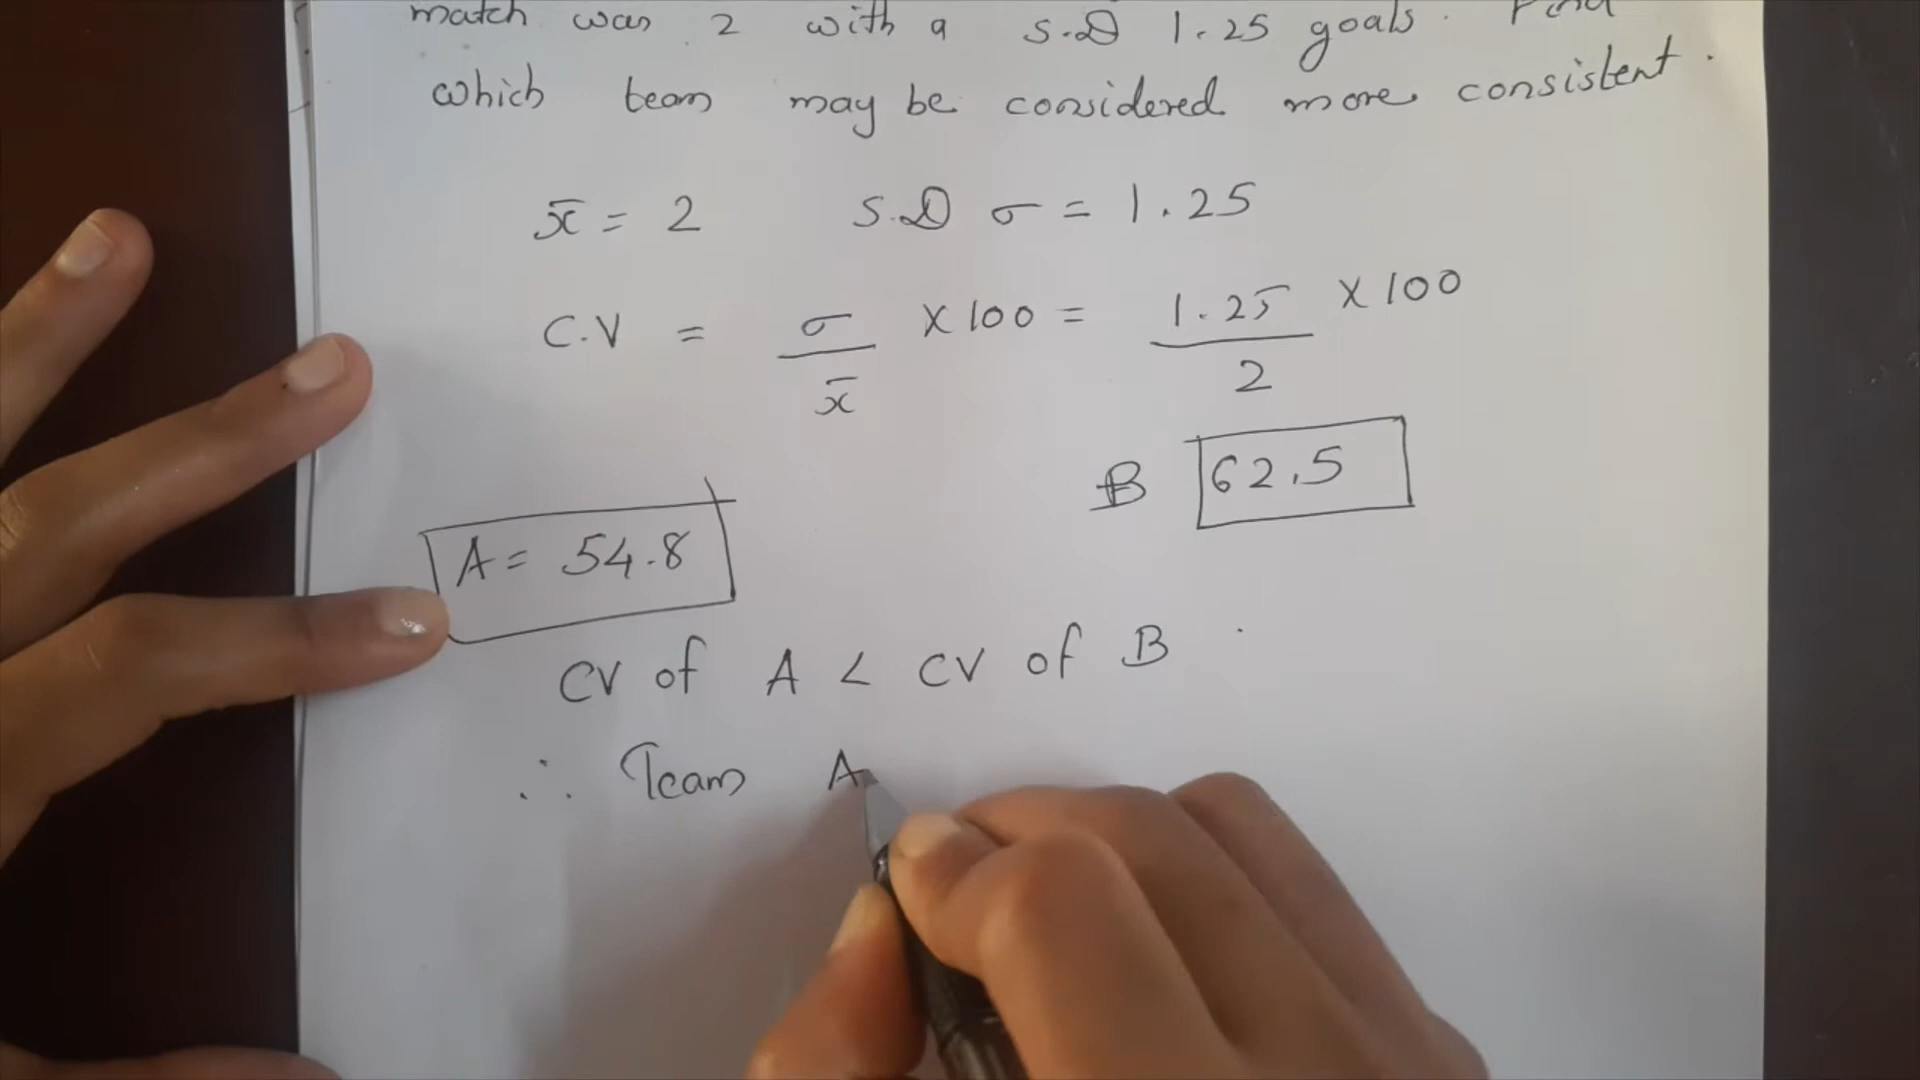 match was 2 with a S.D 1.25 goals. Find
which team may be considered more consistent.
x̄ = 2 S.D σ = 1.25
C.V = σ/x̄ × 100 = 1.25/2 × 100
B 62.5
A = 54.8
CV of A < CV of B
∴ Team A